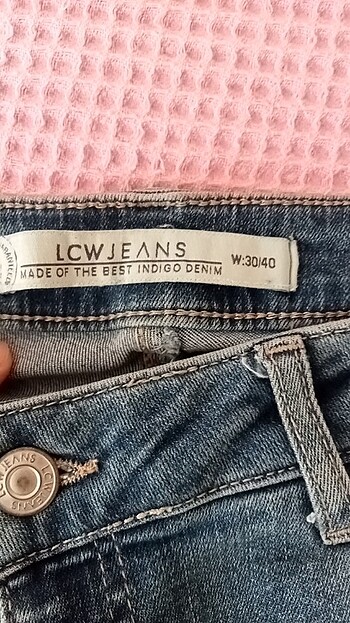 LCWJEANS
W:30/40
MADE OF THE BEST INDIGO DENIM
JEANS LCW